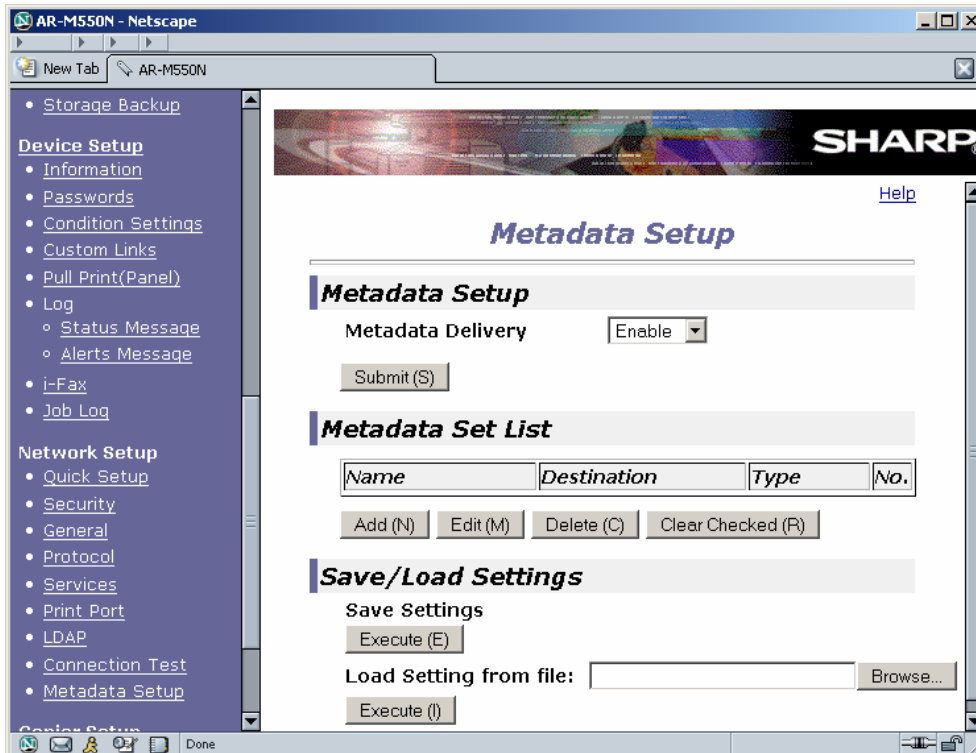 AR-M550N - Netscape
New Tab
AR-M550N
Storage Backup
Device Setup
Information
Passwords
Condition Settings
Custom Links
Pull Print(Panel)
Log
Status Message
Alerts Message
i-Fax
Job Log
Network Setup
Quick Setup
Security
General
Protocol
Services
Print Port
LDAP
Connection Test
Metadata Setup
Copier Setup
SHARP
Help
Metadata Setup
Metadata Setup
Metadata Delivery Enable
Submit (S)
Metadata Set List
Name Destination Type No.
Add (N) Edit (M) Delete (C) Clear Checked (R)
Save/Load Settings
Save Settings
Execute (E)
Load Setting from file: Browse...
Execute (I)
Done